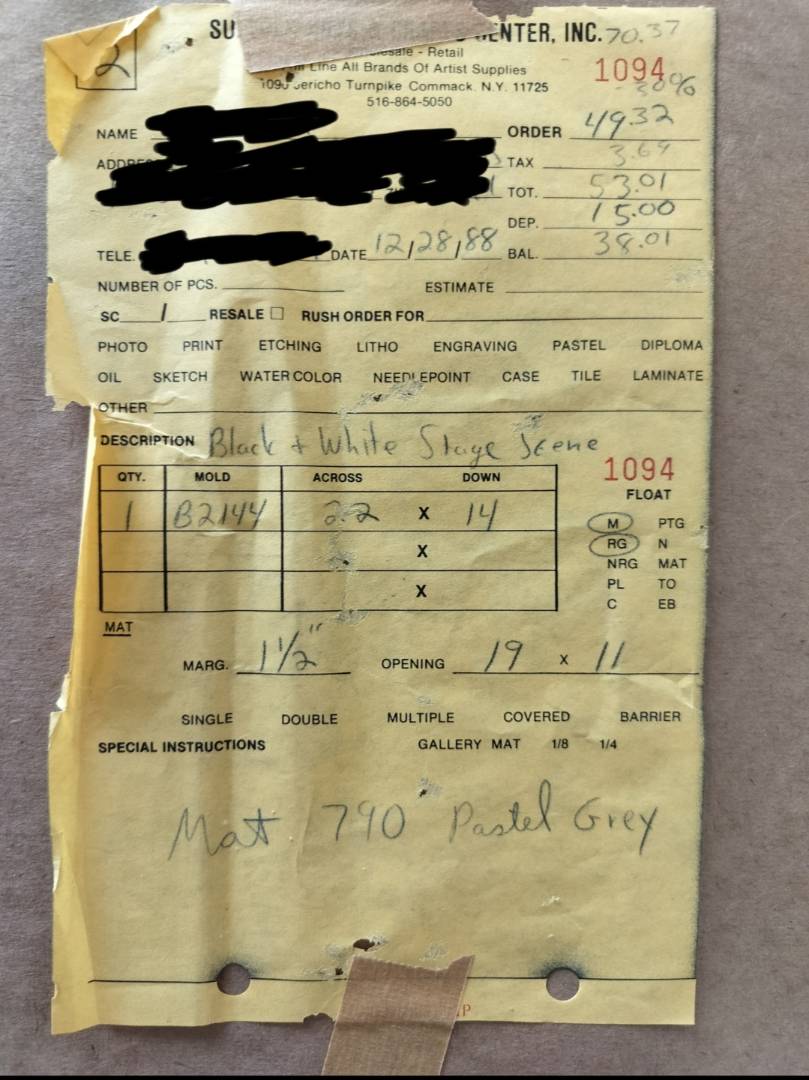 2
SU ENTER, INC. 70.37
- Retail
Line All Brands Of Artist Supplies
1094
Jericho Turnpike Commack. N.Y. 11725
- 30%
516-864-5050
NAME ORDER 49.32
TAX 3.69
TOT. 53.01
DEP. 15.00
TELE. DATE 12/28/88 BAL. 38.01
NUMBER OF PCS. ESTIMATE
SC / RESALE ☐ RUSH ORDER FOR
PHOTO PRINT ETCHING LITHO ENGRAVING PASTEL DIPLOMA
OIL SKETCH WATER COLOR NEEDLEPOINT CASE TILE LAMINATE
OTHER
DESCRIPTION Black + White Stage Scene
1094
QTY. MOLD ACROSS DOWN
FLOAT
1 B2144 22 X 14
M PTG
X
RG N
NRG MAT
X
PL TO
C EB
MAT
MARG. 1 1/2" OPENING 19 x 11
SINGLE DOUBLE MULTIPLE COVERED BARRIER
SPECIAL INSTRUCTIONS GALLERY MAT 1/8 1/4
Mat 790 Pastel Grey